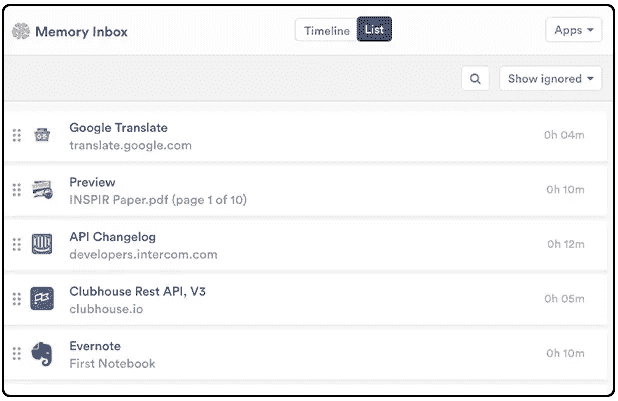 Memory Inbox
Timeline
List
Apps
Show ignored
Google Translate
translate.google.com
0h 04m
Preview
INSPIR Paper.pdf (page 1 of 10)
0h 10m
API Changelog
developers.intercom.com
0h 12m
Clubhouse Rest API, V3
clubhouse.io
0h 05m
Evernote
First Notebook
0h 10m